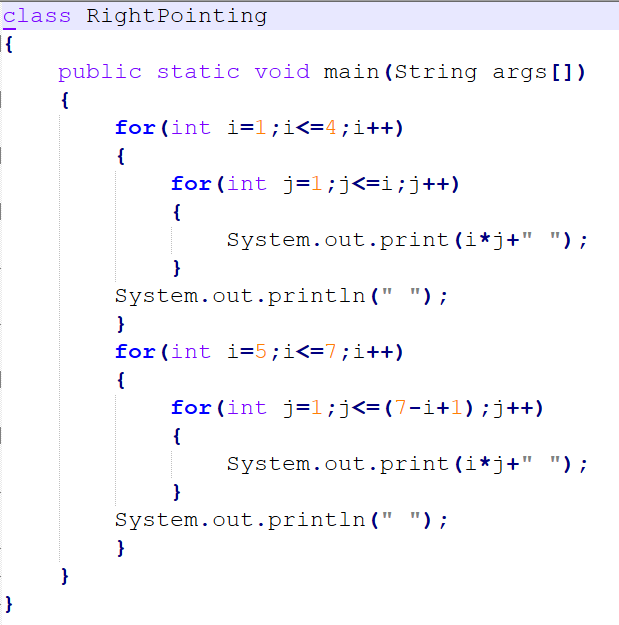 class RightPointing
{
    public static void main(String args[])
    {
        for(int i=1;i<=4;i++)
        {
            for(int j=1;j<=i;j++)
            {
                System.out.print(i*j+" ");
            }
        System.out.println(" ");
        }
        for(int i=5;i<=7;i++)
        {
            for(int j=1;j<=(7-i+1);j++)
            {
                System.out.print(i*j+" ");
            }
        System.out.println(" ");
        }
    }
}